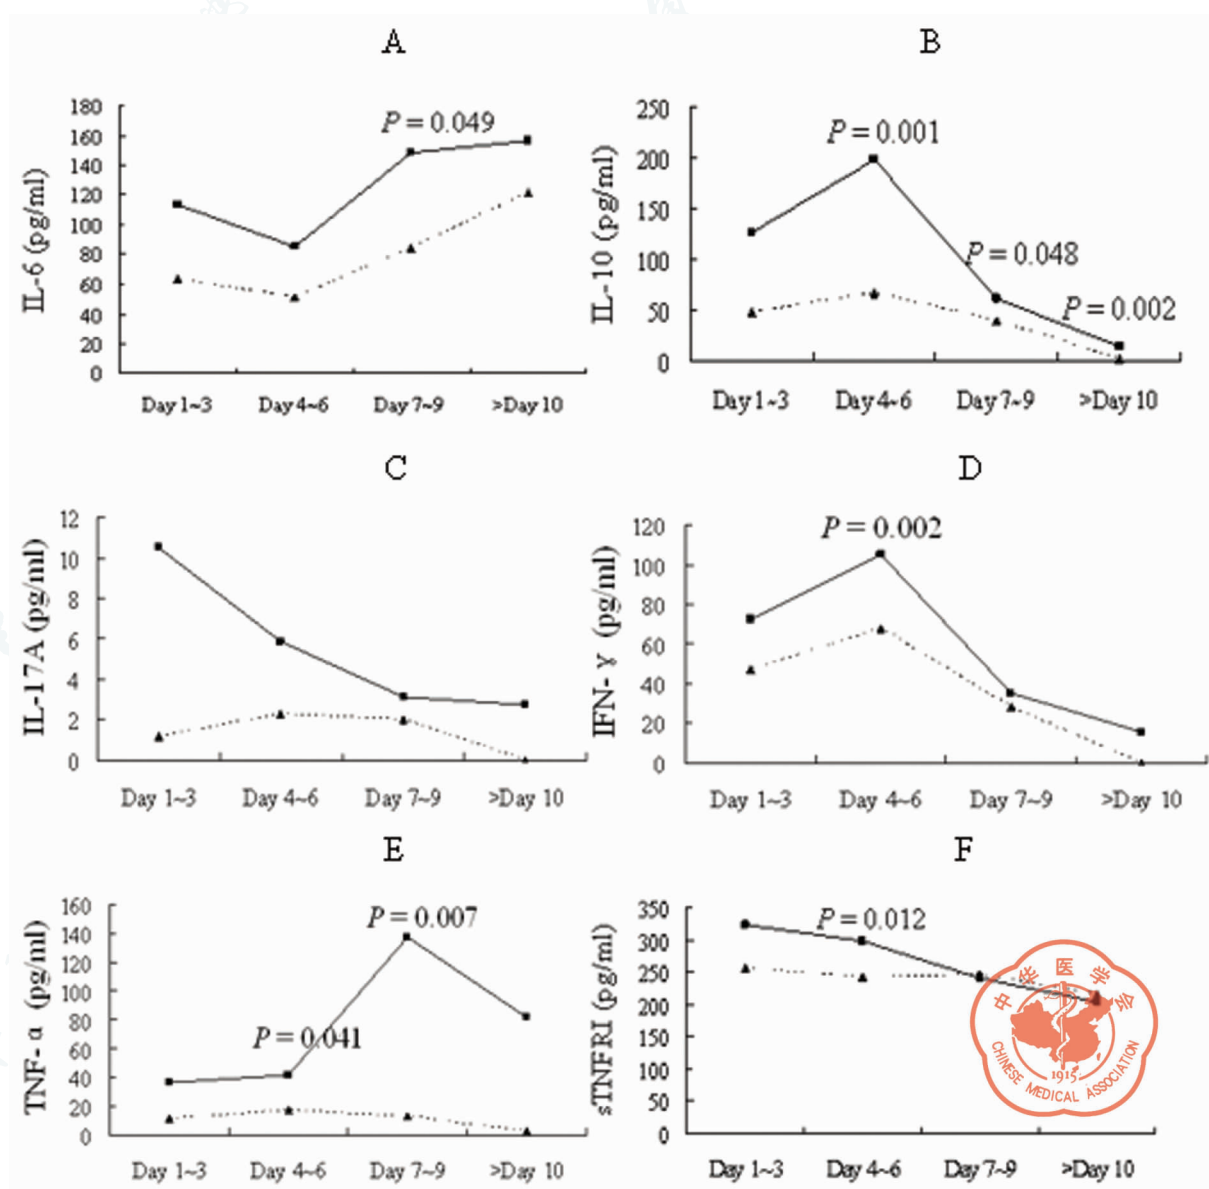 A
IL-6 (pg/ml)
180
160
140
120
100
80
60
40
20
0
P = 0.049
Day 1~3 Day 4~6 Day 7~9 >Day 10
B
IL-10 (pg/ml)
250
200
150
100
50
0
P = 0.001
P = 0.048
P = 0.002
Day 1~3 Day 4~6 Day 7~9 >Day 10
C
IL-17A (pg/ml)
12
10
8
6
4
2
0
Day 1~3 Day 4~6 Day 7~9 >Day 10
D
IFN-γ (pg/ml)
120
100
80
60
40
20
0
P = 0.002
Day 1~3 Day 4~6 Day 7~9 >Day 10
E
TNF-α (pg/ml)
160
140
120
100
80
60
40
20
0
P = 0.007
P = 0.041
Day 1~3 Day 4~6 Day 7~9 >Day 10
F
sTNFRI (pg/ml)
350
300
250
200
150
100
50
0
P = 0.012
Day 1~3 Day 4~6 Day 7~9 >Day 10
中华医学会
1915
CHINESE MEDICAL ASSOCIATION